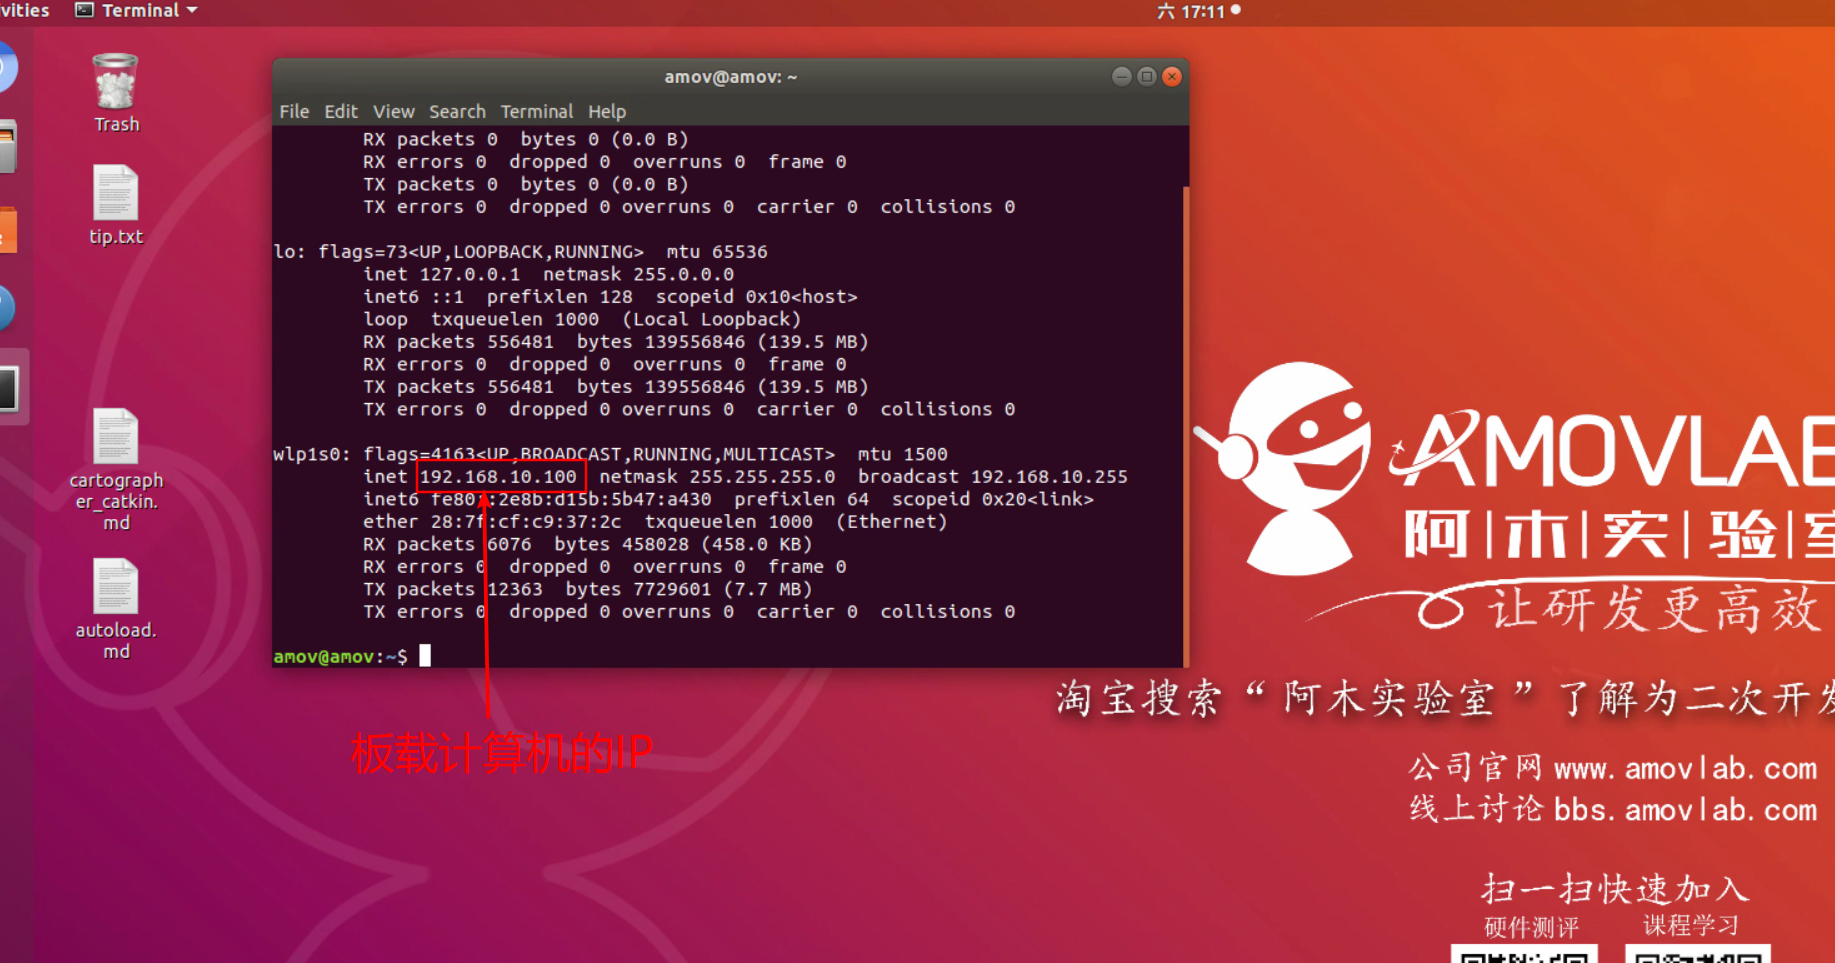 vities Terminal 六 17:11
Trash
tip.txt
cartograph
er_catkin.
md
autoload.
md
amov@amov: ~
File Edit View Search Terminal Help
RX packets 0 bytes 0 (0.0 B)
RX errors 0 dropped 0 overruns 0 frame 0
TX packets 0 bytes 0 (0.0 B)
TX errors 0 dropped 0 overruns 0 carrier 0 collisions 0
lo: flags=73<UP,LOOPBACK,RUNNING> mtu 65536
inet 127.0.0.1 netmask 255.0.0.0
inet6 ::1 prefixlen 128 scopeid 0x10<host>
loop txqueuelen 1000 (Local Loopback)
RX packets 556481 bytes 139556846 (139.5 MB)
RX errors 0 dropped 0 overruns 0 frame 0
TX packets 556481 bytes 139556846 (139.5 MB)
TX errors 0 dropped 0 overruns 0 carrier 0 collisions 0
wlp1s0: flags=4163<UP,BROADCAST,RUNNING,MULTICAST> mtu 1500
inet 192.168.10.100 netmask 255.255.255.0 broadcast 192.168.10.255
inet6 fe80::2e8b:d15b:5b47:a430 prefixlen 64 scopeid 0x20<link>
ether 28:7f:cf:c9:37:2c txqueuelen 1000 (Ethernet)
RX packets 6076 bytes 458028 (458.0 KB)
RX errors 0 dropped 0 overruns 0 frame 0
TX packets 12363 bytes 7729601 (7.7 MB)
TX errors 0 dropped 0 overruns 0 carrier 0 collisions 0
amov@amov:~$
板载计算机的IP
AMOVLAB
阿|木|实|验|室
让研发更高效
淘宝搜索“阿木实验室”了解为二次开发
公司官网 www.amovlab.com
线上讨论 bbs.amovlab.com
扫一扫快速加入
硬件测评 课程学习